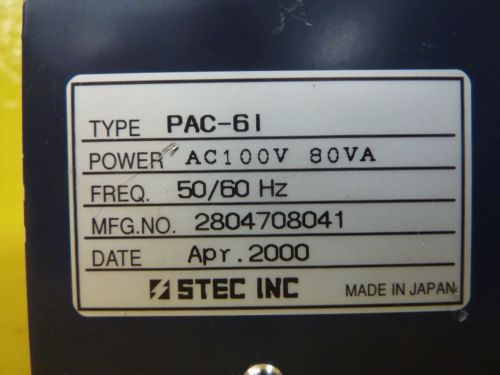 TYPE PAC-61
POWER AC100V 80VA
FREQ. 50/60 Hz
MFG.NO. 2804708041
DATE Apr.2000
STEC INC MADE IN JAPAN